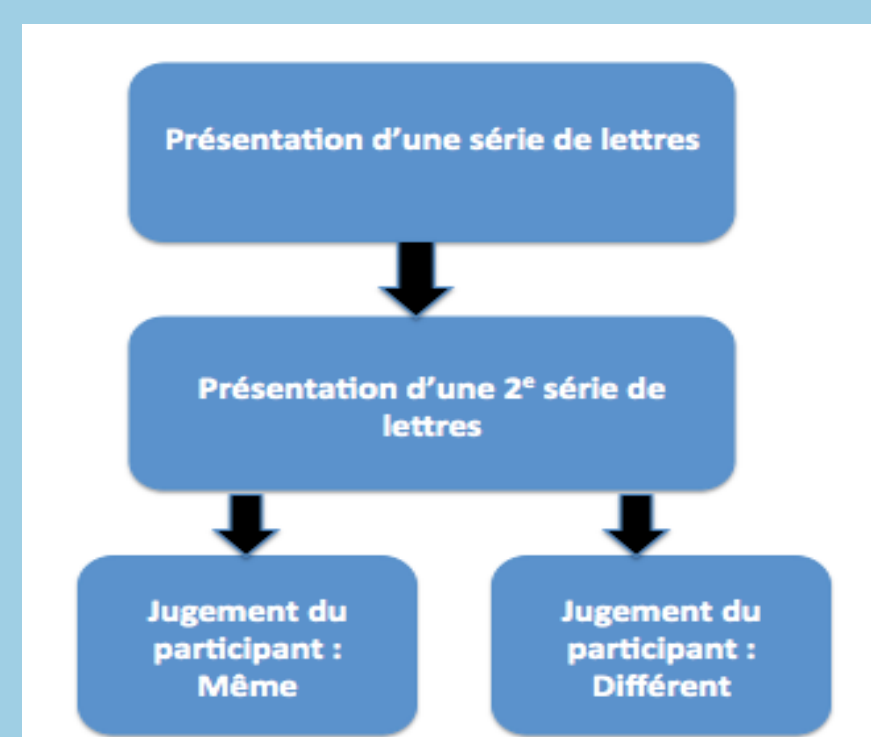 Présentation d’une série de lettres
Présentation d’une 2e série de
lettres
Jugement du
participant :
Même
Jugement du
participant :
Différent